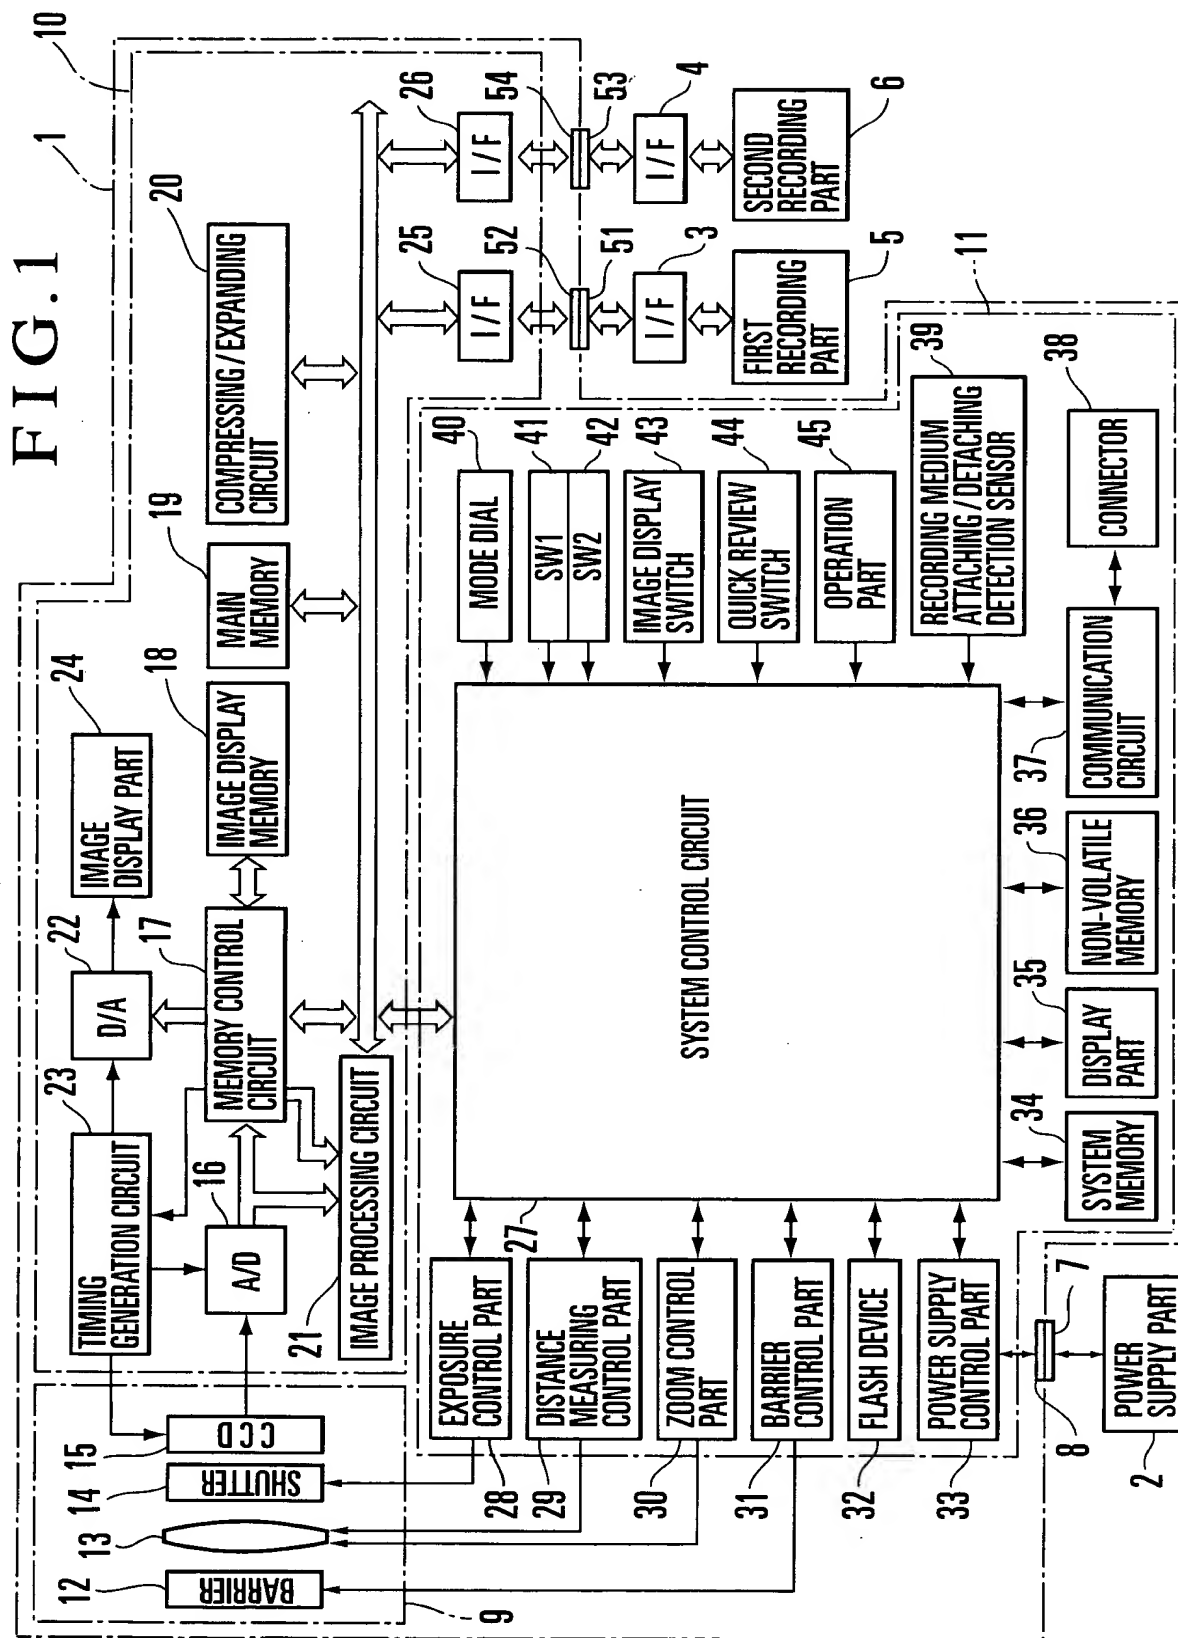 FIG.1
1
10
9
12
BARRIER
13
14
SHUTTER
15
CCD
23
TIMING
GENERATION CIRCUIT
22
D/A
24
IMAGE
DISPLAY PART
16
A/D
17
MEMORY CONTROL
CIRCUIT
18
IMAGE DISPLAY
MEMORY
19
MAIN
MEMORY
20
COMPRESSING/EXPANDING
CIRCUIT
21
IMAGE PROCESSING CIRCUIT
25
I/F
26
I/F
52
51
54
53
3
I/F
4
I/F
5
FIRST
RECORDING
PART
6
SECOND
RECORDING
PART
11
27
SYSTEM CONTROL CIRCUIT
28
EXPOSURE
CONTROL PART
29
DISTANCE
MEASURING
CONTROL PART
30
ZOOM CONTROL
PART
31
BARRIER
CONTROL PART
32
FLASH DEVICE
33
POWER SUPPLY
CONTROL PART
40
MODE DIAL
41
SW1
42
SW2
43
IMAGE DISPLAY
SWITCH
44
QUICK REVIEW
SWITCH
45
OPERATION
PART
39
RECORDING MEDIUM
ATTACHING/DETACHING
DETECTION SENSOR
34
SYSTEM
MEMORY
35
DISPLAY
PART
36
NON-VOLATILE
MEMORY
37
COMMUNICATION
CIRCUIT
38
CONNECTOR
8
7
2
POWER
SUPPLY PART